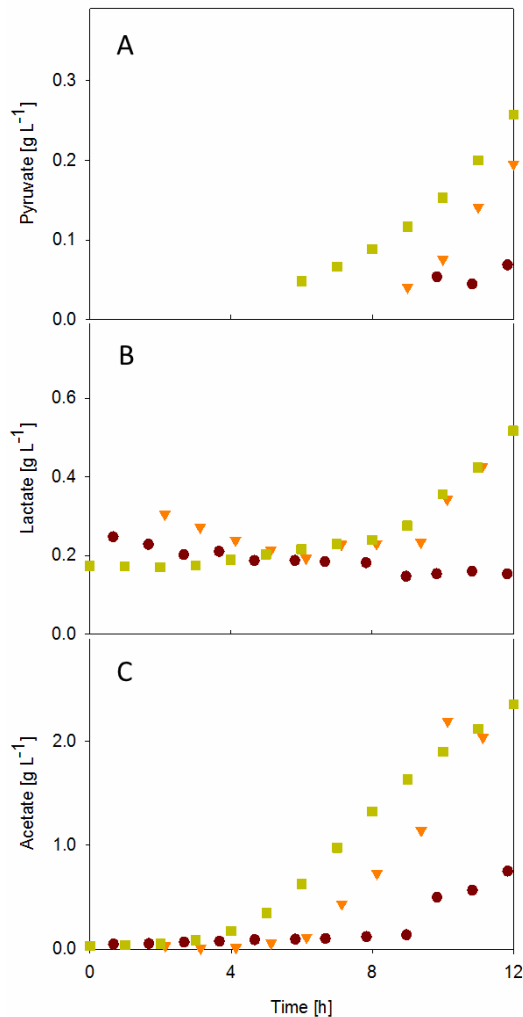 A
0.3
0.2
0.1
0.0
Pyruvate [g L⁻¹]
B
0.6
0.4
0.2
0.0
Lactate [g L⁻¹]
C
2.0
1.0
0.0
Acetate [g L⁻¹]
0 4 8 12
Time [h]